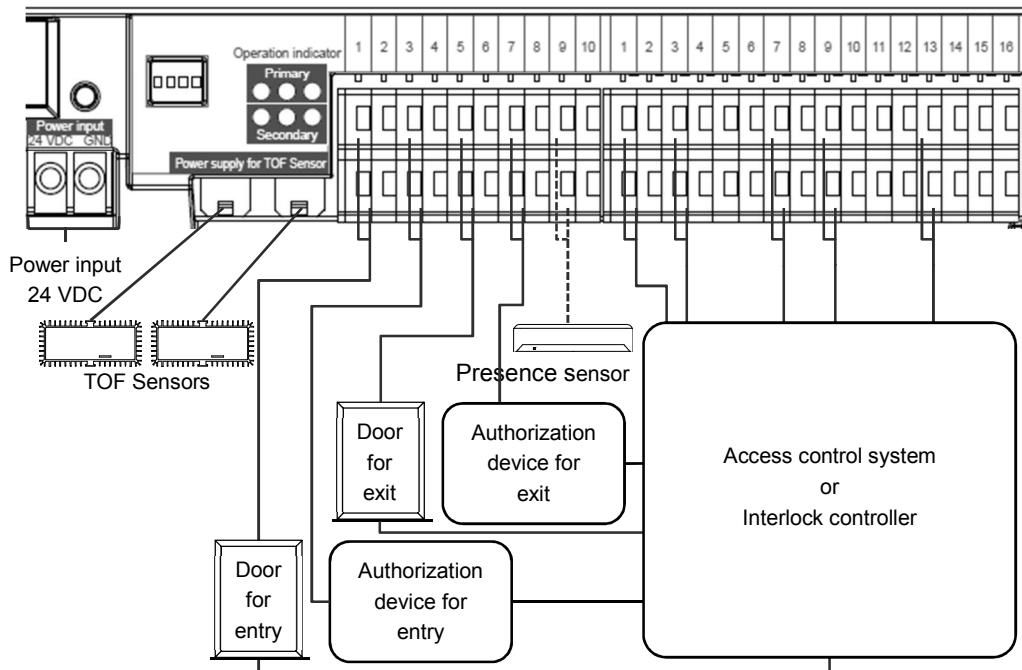 Operation indicator
1 2 3 4 5 6 7 8 9 10
1 2 3 4 5 6 7 8 9 10 11 12 13 14 15 16
Primary
Secondary
Power input
24 VDC GND
Power supply for TOF Sensor
Power input
24 VDC
TOF Sensors
Presence sensor
Door
for
exit
Authorization
device for
exit
Access control system
or
Interlock controller
Door
for
entry
Authorization
device for
entry